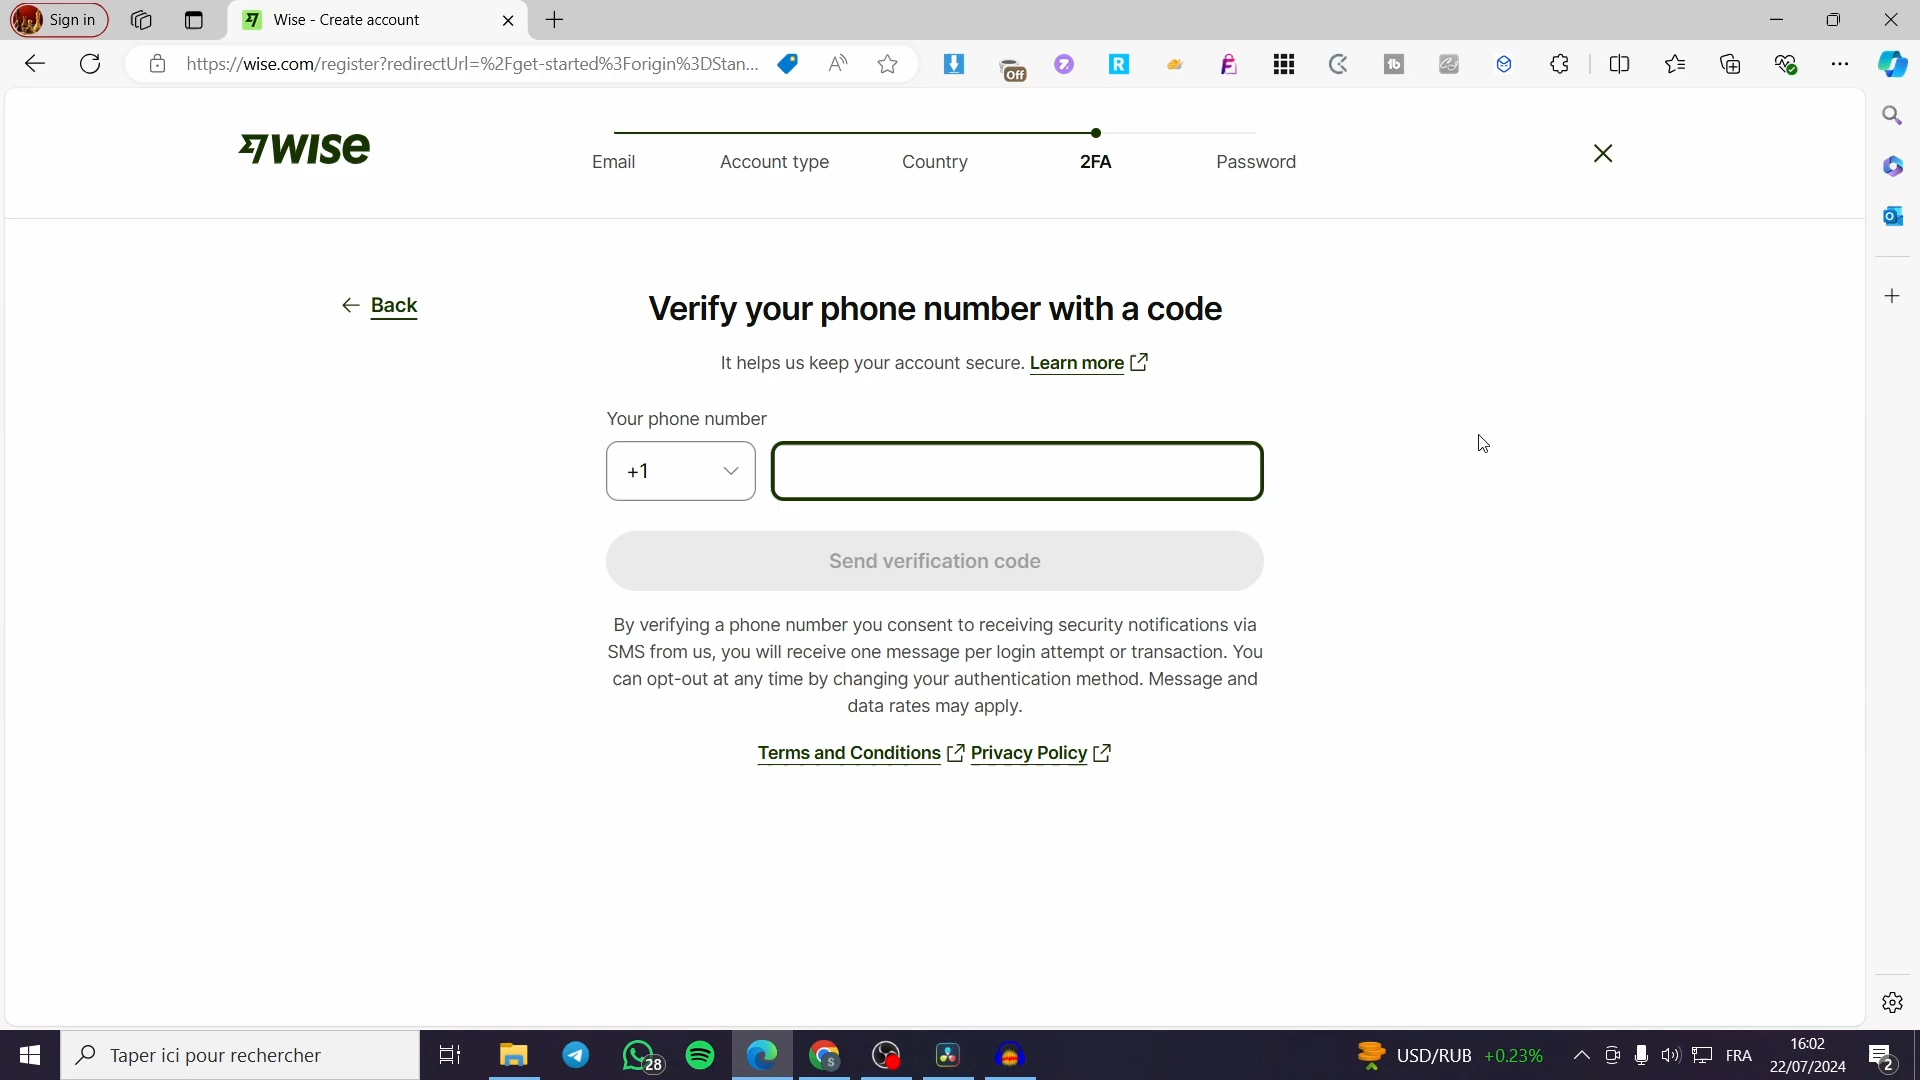 Sign in
Wise - Create account
https://wise.com/register?redirectUrl=%2Fget-started%3Forigin%3DStan...
Off
R
tb
WISE
Email
Account type
Country
2FA
Password
Back
Verify your phone number with a code
It helps us keep your account secure. Learn more
Your phone number
+1
Send verification code
By verifying a phone number you consent to receiving security notifications via
SMS from us, you will receive one message per login attempt or transaction. You
can opt-out at any time by changing your authentication method. Message and
data rates may apply.
Terms and Conditions Privacy Policy
Taper ici pour rechercher
28
S
USD/RUB +0.23%
FRA
16:02
22/07/2024
2